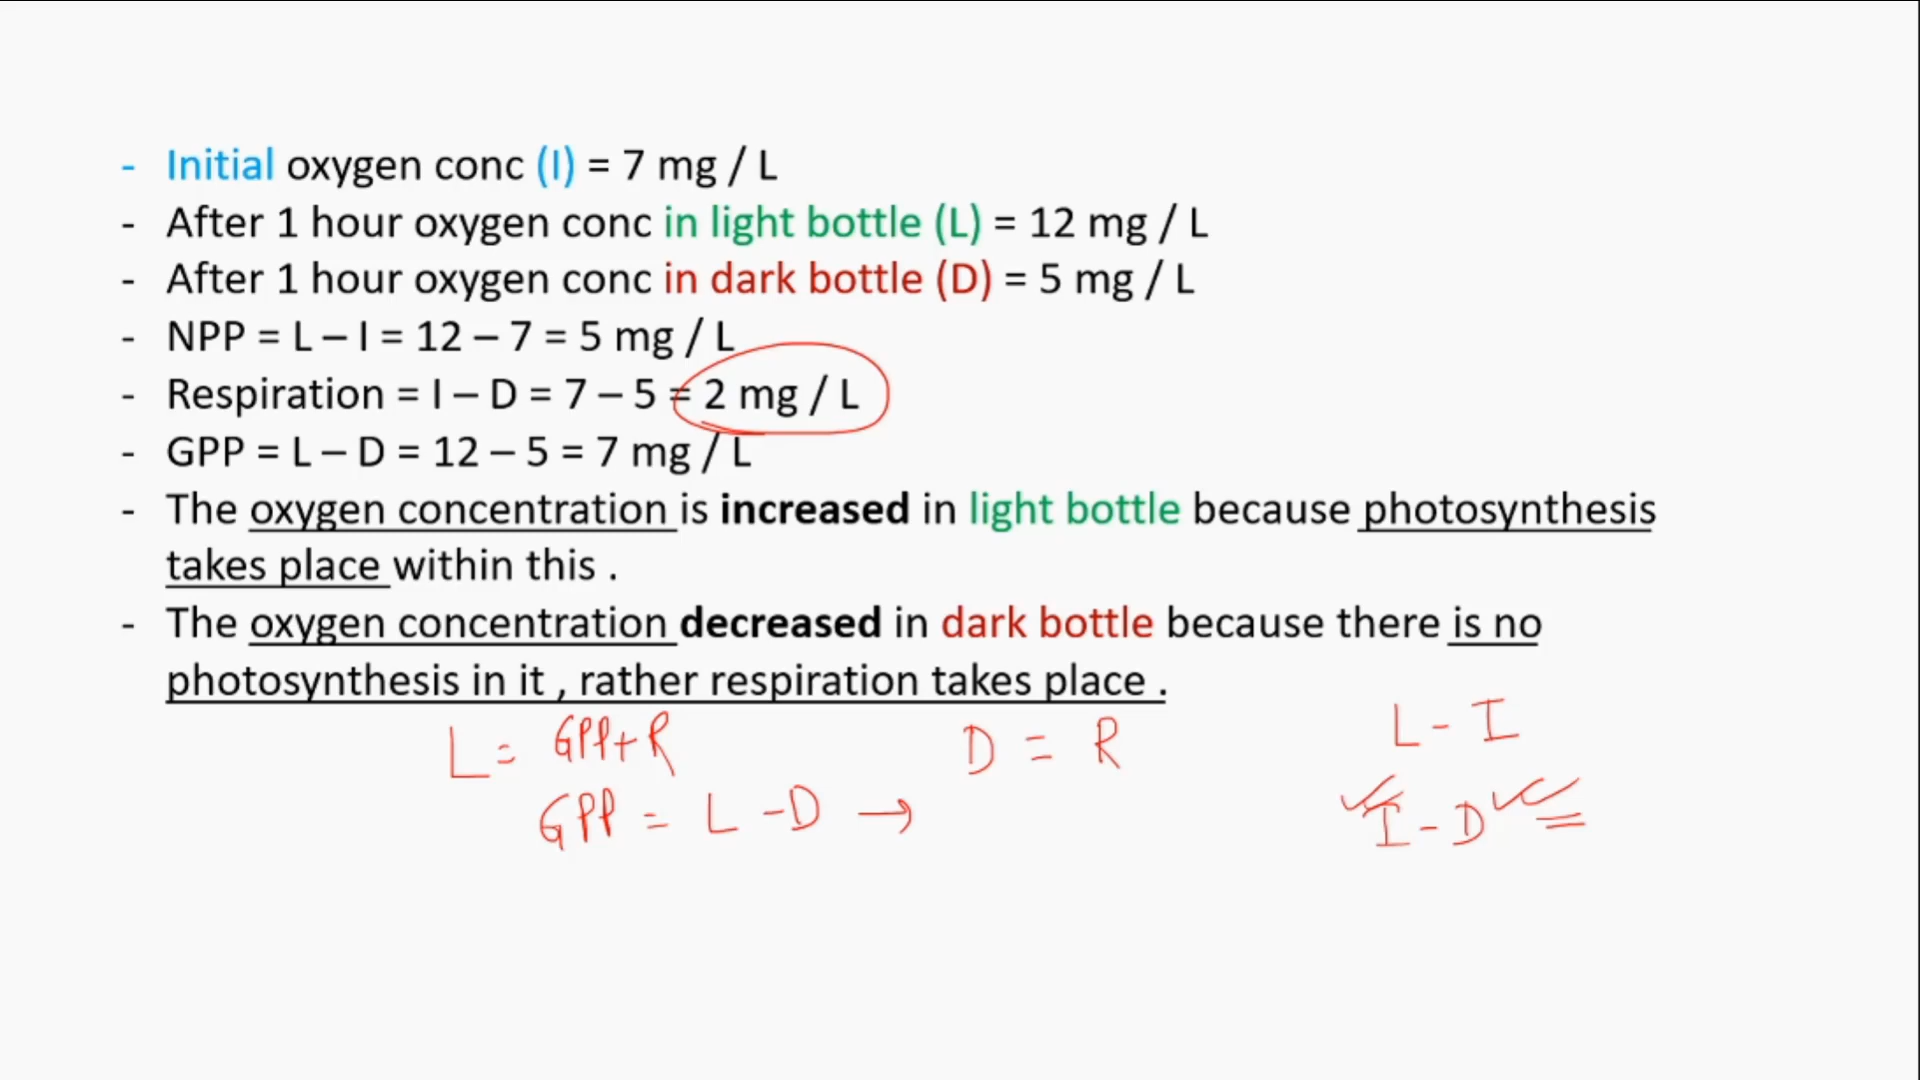 - Initial oxygen conc (I) = 7 mg / L
- After 1 hour oxygen conc in light bottle (L) = 12 mg / L
- After 1 hour oxygen conc in dark bottle (D) = 5 mg / L
- NPP = L – I = 12 – 7 = 5 mg / L
- Respiration = I – D = 7 – 5 = 2 mg / L
- GPP = L – D = 12 – 5 = 7 mg / L
- The oxygen concentration is increased in light bottle because photosynthesis
takes place within this .
- The oxygen concentration decreased in dark bottle because there is no
photosynthesis in it , rather respiration takes place .
L = GPP + R D = R L - I
GPP = L - D → I - D